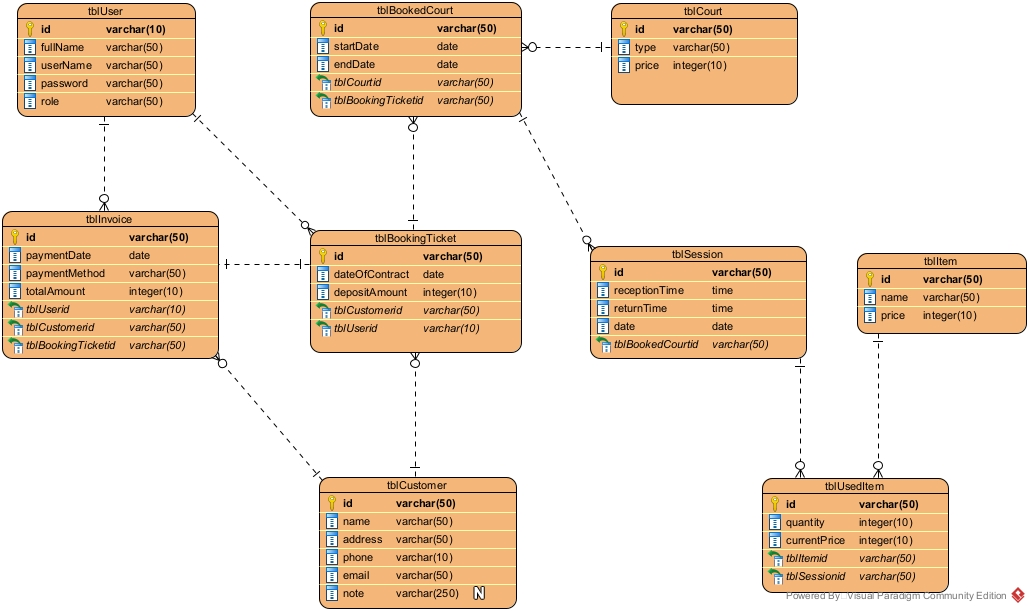 tblUser
id varchar(10)
fullName varchar(50)
userName varchar(50)
password varchar(50)
role varchar(50)
tblBookedCourt
id varchar(50)
startDate date
endDate date
tblCourtid varchar(50)
tblBookingTicketid varchar(50)
tblCourt
id varchar(50)
type varchar(50)
price integer(10)
tblInvoice
id varchar(50)
paymentDate date
paymentMethod varchar(50)
totalAmount integer(10)
tblUserid varchar(10)
tblCustomerid varchar(50)
tblBookingTicketid varchar(50)
tblBookingTicket
id varchar(50)
dateOfContract date
depositAmount integer(10)
tblCustomerid varchar(50)
tblUserid varchar(10)
tblSession
id varchar(50)
receptionTime time
returnTime time
date date
tblBookedCourtid varchar(50)
tblItem
id varchar(50)
name varchar(50)
price integer(10)
tblCustomer
id varchar(50)
name varchar(50)
address varchar(50)
phone varchar(10)
email varchar(50)
note varchar(250) N
tblUsedItem
id varchar(50)
quantity integer(10)
currentPrice integer(10)
tblItemid varchar(50)
tblSessionid varchar(50)
Powered By: Visual Paradigm Community Edition